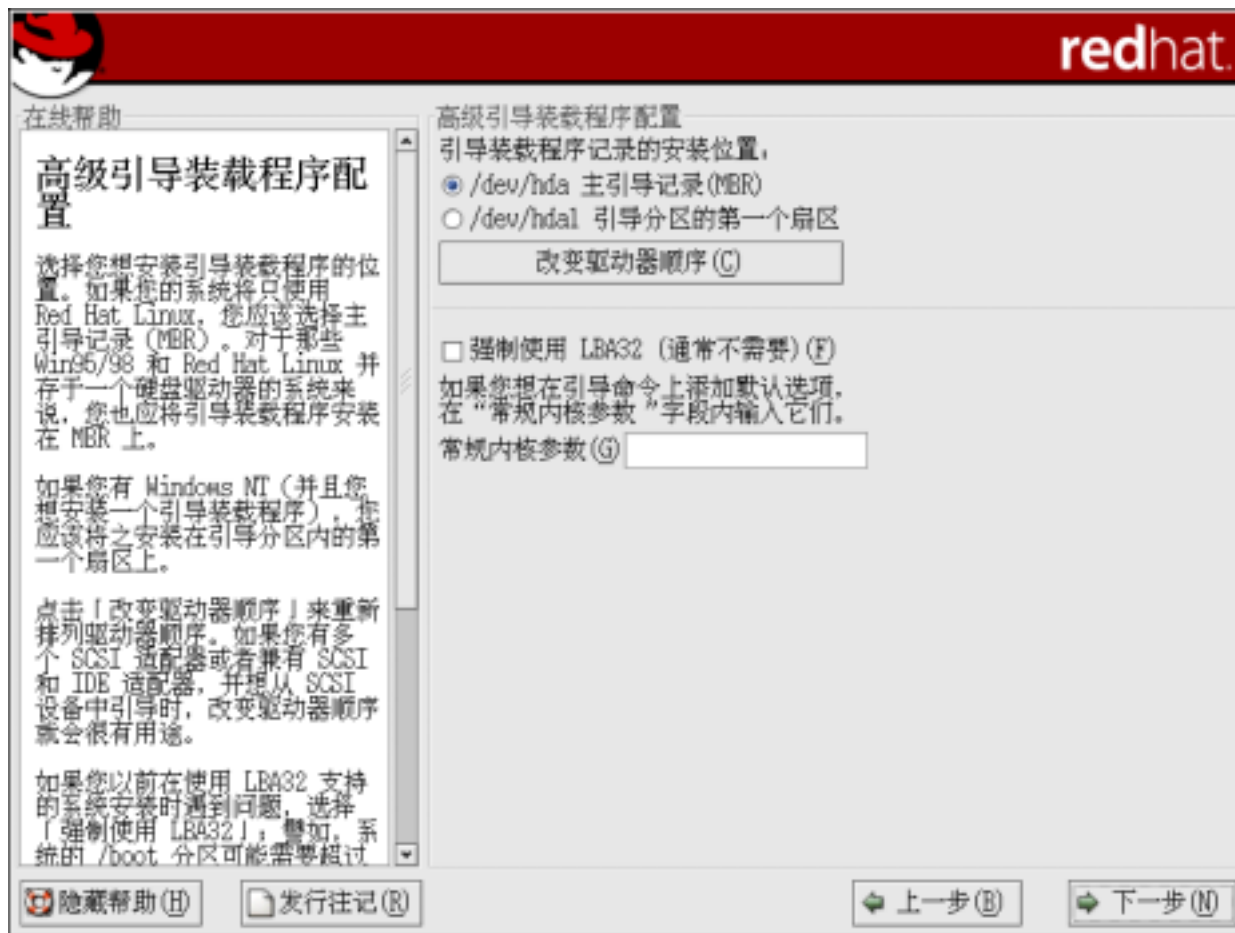 redhat.
在线帮助
高级引导装载程序配
置
选择您想安装引导装载程序的位
置。如果您的系统将只使用
Red Hat Linux，您应该选择主
引导记录（MBR）。对于那些
Win95/98 和 Red Hat Linux 并
存于一个硬盘驱动器的系统来
说，您也应将引导装载程序安装
在 MBR 上。
如果您有 Windows NT（并且您
想安装一个引导装载程序），您
应该将之安装在引导分区内的第
一个扇区上。
点击「改变驱动器顺序」来重新
排列驱动器顺序。如果您有多
个 SCSI 适配器或者兼有 SCSI
和 IDE 适配器，并想从 SCSI
设备中引导时，改变驱动器顺序
就会很有用途。
如果您以前在使用 LBA32 支持
的系统安装时遇到问题，选择
「强制使用 LBA32」；譬如，系
统的 /boot 分区可能需要超过
高级引导装载程序配置
引导装载程序记录的安装位置：
/dev/hda 主引导记录(MBR)
/dev/hda1 引导分区的第一个扇区
改变驱动器顺序(C)
强制使用 LBA32 (通常不需要)(F)
如果您想在引导命令上添加默认选项，
在“常规内核参数”字段内输入它们。
常规内核参数(G)
隐藏帮助(H)
发行注记(R)
上一步(B)
下一步(N)